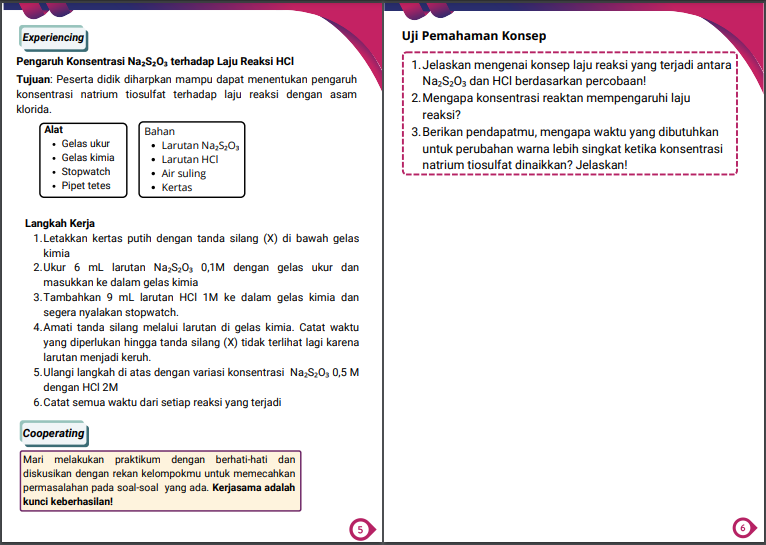 Experiencing
Pengaruh Konsentrasi Na₂S₂O₃ terhadap Laju Reaksi HCl
Tujuan: Peserta didik diharpkan mampu dapat menentukan pengaruh
konsentrasi natrium tiosulfat terhadap laju reaksi dengan asam
klorida.
Alat
• Gelas ukur
• Gelas kimia
• Stopwatch
• Pipet tetes
Bahan
• Larutan Na₂S₂O₃
• Larutan HCl
• Air suling
• Kertas
Langkah Kerja
1. Letakkan kertas putih dengan tanda silang (X) di bawah gelas
kimia
2. Ukur 6 mL larutan Na₂S₂O₃ 0,1M dengan gelas ukur dan
masukkan ke dalam gelas kimia
3. Tambahkan 9 mL larutan HCl 1M ke dalam gelas kimia dan
segera nyalakan stopwatch.
4. Amati tanda silang melalui larutan di gelas kimia. Catat waktu
yang diperlukan hingga tanda silang (X) tidak terlihat lagi karena
larutan menjadi keruh.
5. Ulangi langkah di atas dengan variasi konsentrasi Na₂S₂O₃ 0,5 M
dengan HCl 2M
6. Catat semua waktu dari setiap reaksi yang terjadi
Cooperating
Mari melakukan praktikum dengan berhati-hati dan
diskusikan dengan rekan kelompokmu untuk memecahkan
permasalahan pada soal-soal yang ada. Kerjasama adalah
kunci keberhasilan!
5
Uji Pemahaman Konsep
1. Jelaskan mengenai konsep laju reaksi yang terjadi antara
Na₂S₂O₃ dan HCl berdasarkan percobaan!
2. Mengapa konsentrasi reaktan mempengaruhi laju
reaksi?
3. Berikan pendapatmu, mengapa waktu yang dibutuhkan
untuk perubahan warna lebih singkat ketika konsentrasi
natrium tiosulfat dinaikkan? Jelaskan!
6